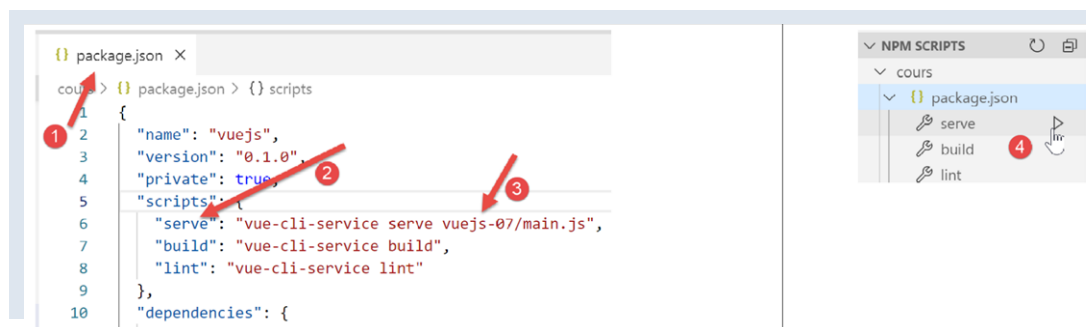 {} package.json ×
cours > {} package.json > {} scripts
1 {
1 2 "name": "vuejs",
3 "version": "0.1.0",
4 "private": true, 2
5 "scripts": { 3
6 "serve": "vue-cli-service serve vuejs-07/main.js",
7 "build": "vue-cli-service build",
8 "lint": "vue-cli-service lint"
9 },
10 "dependencies": {
NPM SCRIPTS
cours
{} package.json
serve
build 4
lint